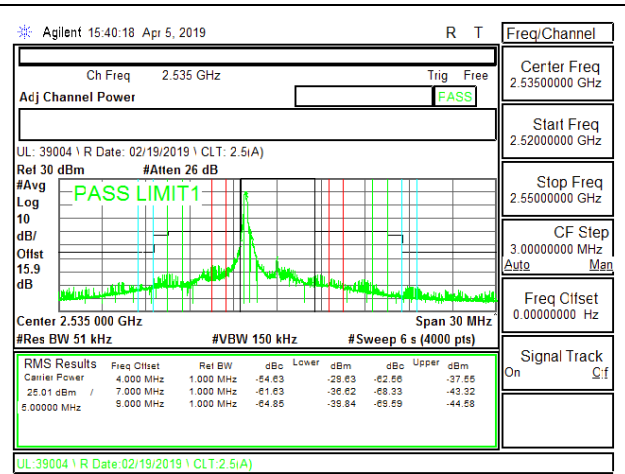 Agilent 15:40:18 Apr 5, 2019 R T
Freq/Channel
Ch Freq 2.535 GHz Trig Free
Adj Channel Power PASS
UL: 39004 \ R Date: 02/19/2019 \ CLT: 2.5(A)
Ref 30 dBm #Atten 26 dB
#Avg
Log
10
dB/
Offst
15.9
dB
PASS LIMIT1
Center 2.535 000 GHz Span 30 MHz
#Res BW 51 kHz #VBW 150 kHz #Sweep 6 s (4000 pts)
RMS Results Freq Offset Ref BW dBc Lower dBm dBc Upper dBm
Carrier Power 4.000 MHz 1.000 MHz -54.63 -29.63 -62.56 -37.55
25.01 dBm / 7.000 MHz 1.000 MHz -61.63 -36.62 -68.33 -43.32
5.00000 MHz 9.000 MHz 1.000 MHz -64.85 -39.84 -69.59 -44.58
UL:39004 \ R Date:02/19/2019 \ CLT:2.5(A)
Center Freq
2.53500000 GHz
Start Freq
2.52000000 GHz
Stop Freq
2.55000000 GHz
CF Step
3.00000000 MHz
Auto Man
Freq Offset
0.00000000 Hz
Signal Track
On Off